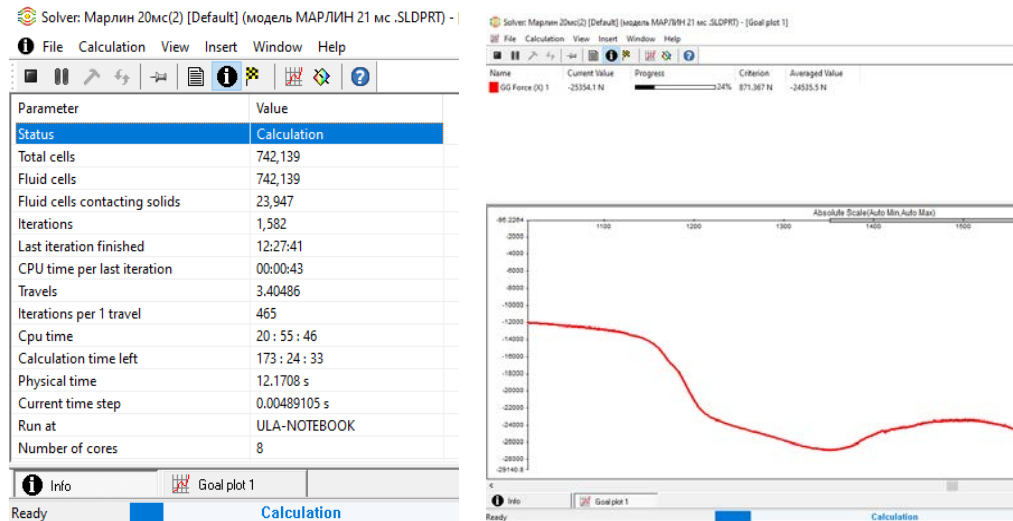 Solver: Марлин 20мс(2) [Default] (модель МАРЛИН 21 мс .SLDPRT) - [
File Calculation View Insert Window Help
Parameter Value
Status Calculation
Total cells 742,139
Fluid cells 742,139
Fluid cells contacting solids 23,947
Iterations 1,582
Last iteration finished 12:27:41
CPU time per last iteration 00:00:43
Travels 3.40486
Iterations per 1 travel 465
Cpu time 20 : 55 : 46
Calculation time left 173 : 24 : 33
Physical time 12.1708 s
Current time step 0.00489105 s
Run at ULA-NOTEBOOK
Number of cores 8
Info Goal plot 1
Ready Calculation
Solver: Марлин 20мс(2) [Default] (модель МАРЛИН 21 мс .SLDPRT) - [Goal plot 1]
File Calculation View Insert Window Help
Name Current Value Progress Criterion Averaged Value
GG Force (X) 1 -25354.1 N 24% 871.367 N -24535.5 N
Absolute Scale(Auto Min,Auto Max)
-96.2264
1100 1200 1300 1400 1500
-2000
-4000
-6000
-8000
-10000
-12000
-14000
-16000
-18000
-20000
-22000
-24000
-26000
-28000
-29140.8
Info Goal plot 1
Ready Calculation